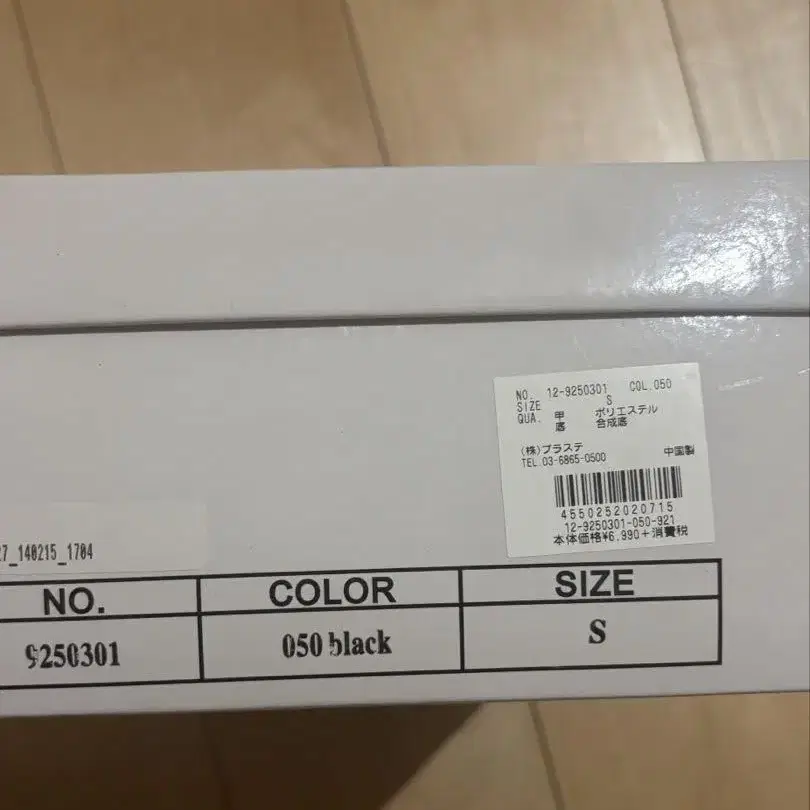 NO. 12-9250301 COL.050
SIZE S
QUA. 甲 ポリエステル
底 合成底
(株)プラステ 中国製
TEL.03-6865-0500
4550252020715
12-9250301-050-921
本体価格¥6,990+消費税
27_140215_1704
NO. COLOR SIZE
9250301 050 black S